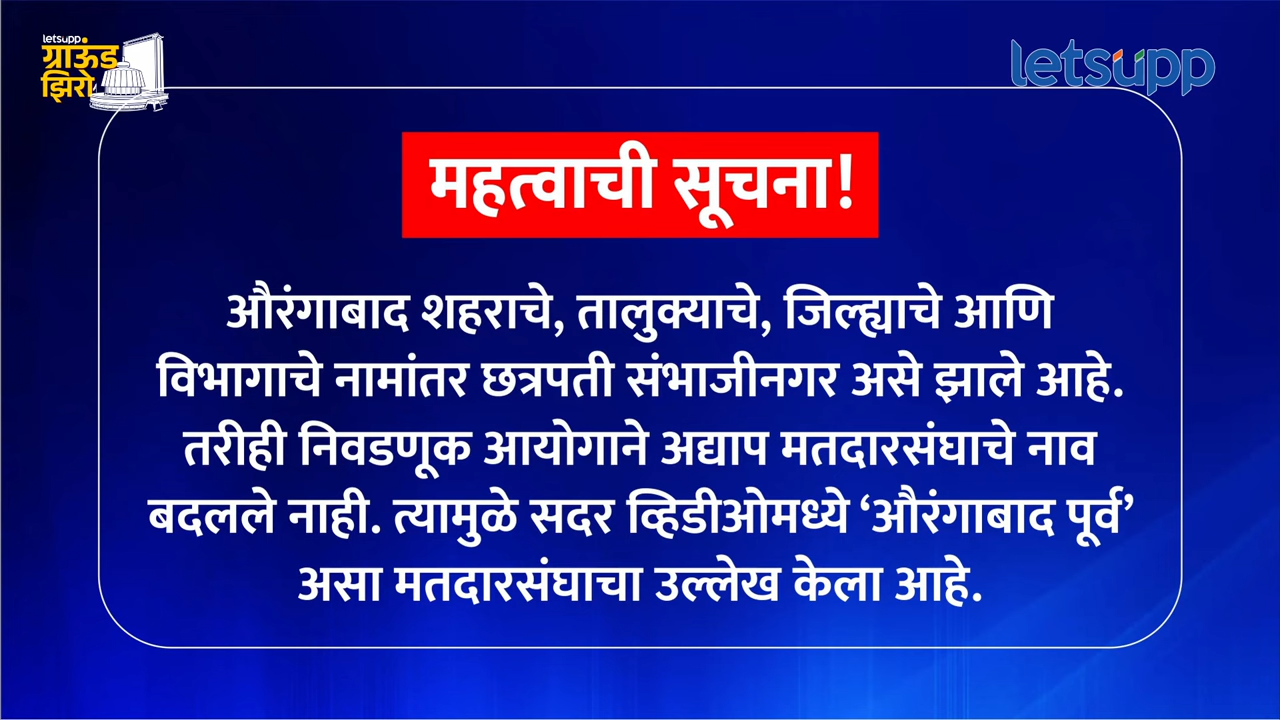 letsupp
ग्राऊंड
झिरो
letsupp
महत्वाची सूचना!
औरंगाबाद शहराचे, तालुक्याचे, जिल्ह्याचे आणि
विभागाचे नामांतर छत्रपती संभाजीनगर असे झाले आहे.
तरीही निवडणूक आयोगाने अद्याप मतदारसंघाचे नाव
बदलले नाही. त्यामुळे सदर व्हिडीओमध्ये ‘औरंगाबाद पूर्व’
असा मतदारसंघाचा उल्लेख केला आहे.